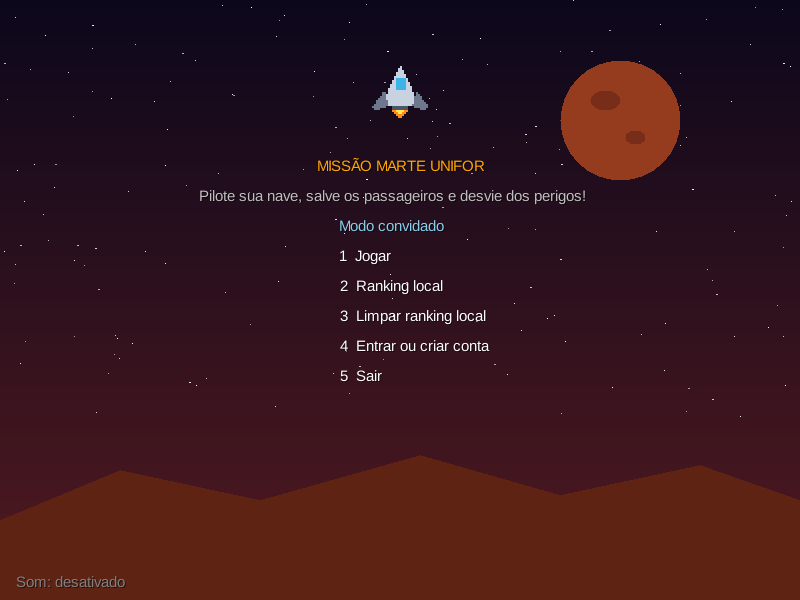 MISSÃO MARTE UNIFOR
Pilote sua nave, salve os passageiros e desvie dos perigos!
Modo convidado
1 Jogar
2 Ranking local
3 Limpar ranking local
4 Entrar ou criar conta
5 Sair
Som: desativado